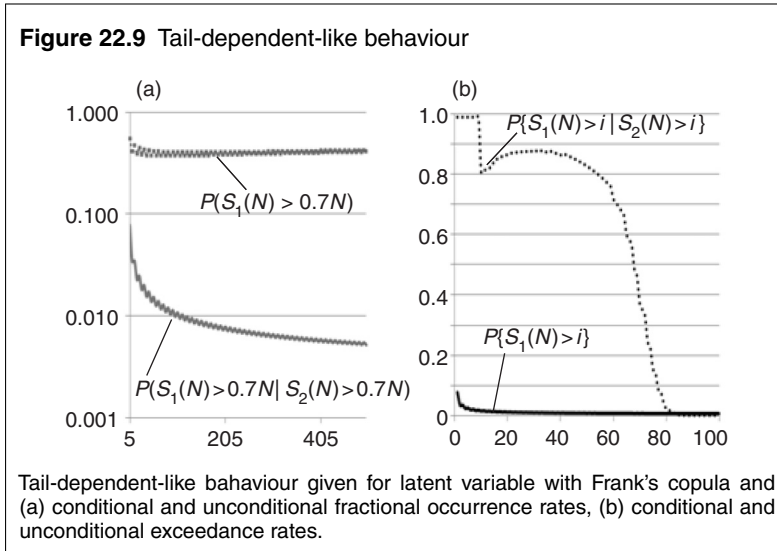 Figure 22.9 Tail-dependent-like behaviour
(a)
1.000
0.100
0.010
0.001
5 205 405
P(S₁(N) > 0.7N)
P(S₁(N)>0.7N| S₂(N)>0.7N)
(b)
1.0
0.8
0.6
0.4
0.2
0
0 20 40 60 80 100
P{S₁(N)>i | S₂(N)>i}
P{S₁(N)>i}
Tail-dependent-like bahaviour given for latent variable with Frank's copula and
(a) conditional and unconditional fractional occurrence rates, (b) conditional and
unconditional exceedance rates.